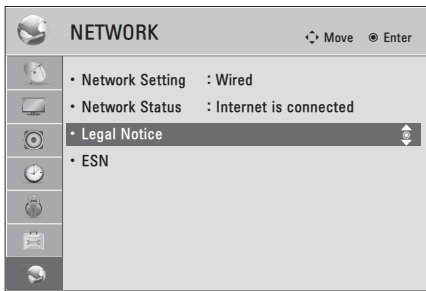 NETWORK
Move Enter
• Network Setting : Wired
• Network Status : Internet is connected
• Legal Notice
• ESN